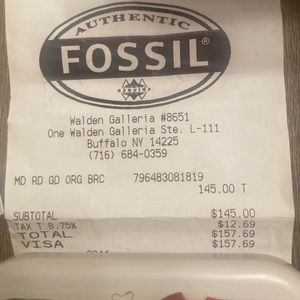 AUTHENTIC
FOSSIL®
Walden Galleria #8651
One Walden Galleria Ste. L-111
Buffalo NY 14225
(716) 684-0359
MD RD GD ORG BRC 796483081819
145.00 T
SUBTOTAL $145.00
TAX T 8.75% $12.69
TOTAL $157.69
VISA $157.69